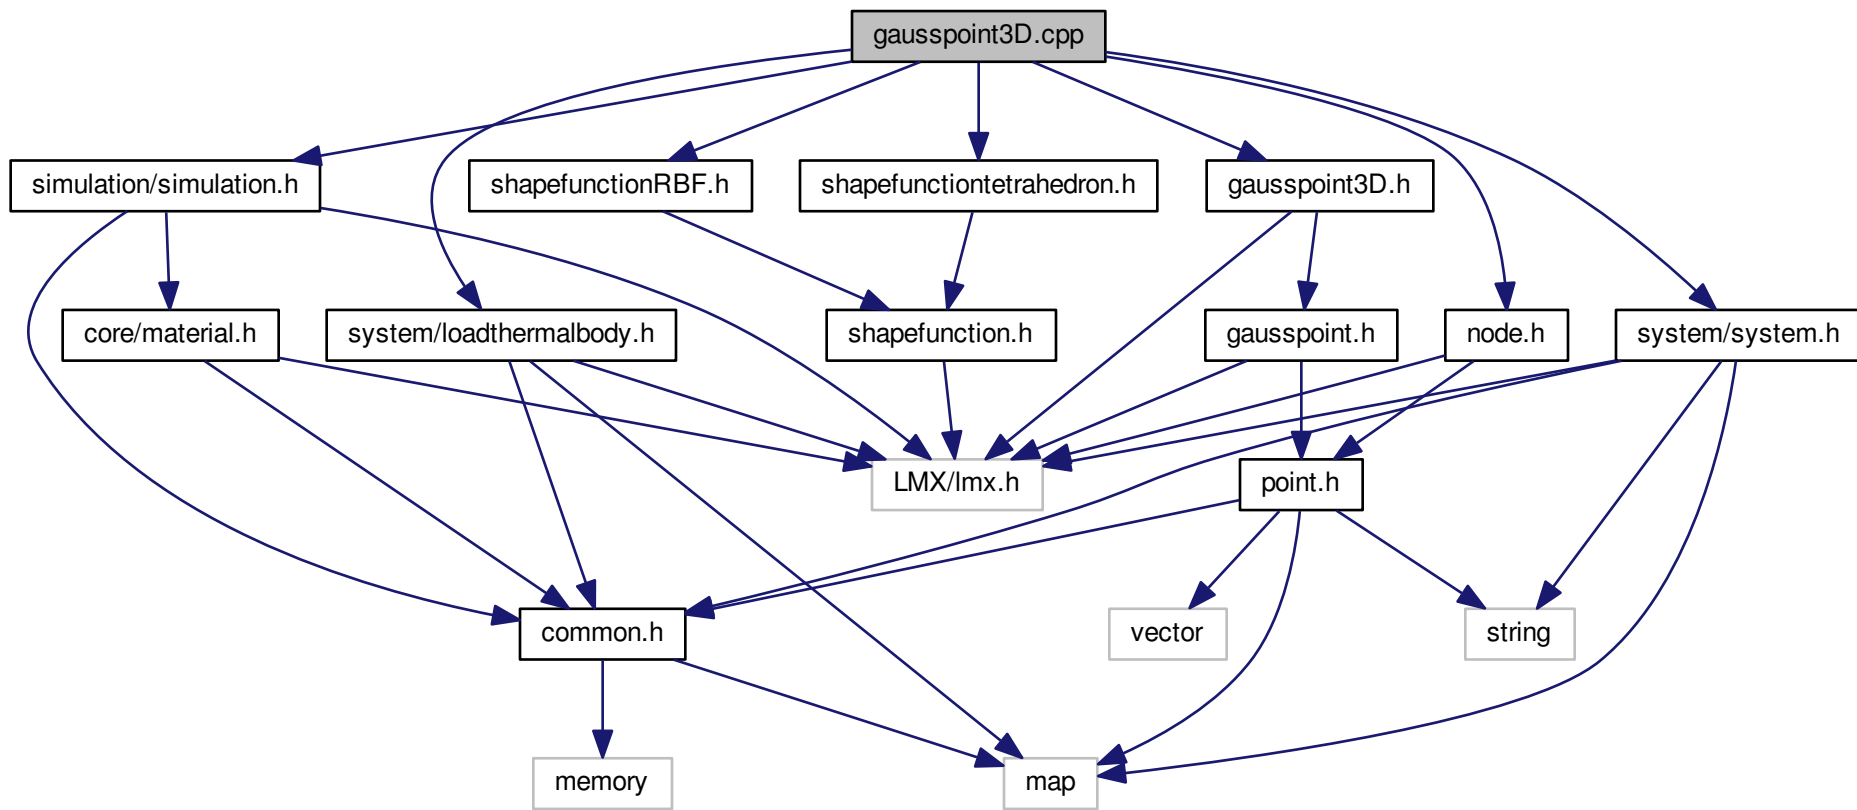 gausspoint3D.cpp
simulation/simulation.h
shapefunctionRBF.h
shapefunctiontetrahedron.h
gausspoint3D.h
core/material.h
system/loadthermalbody.h
shapefunction.h
gausspoint.h
node.h
system/system.h
LMX/lmx.h
point.h
common.h
vector
string
memory
map